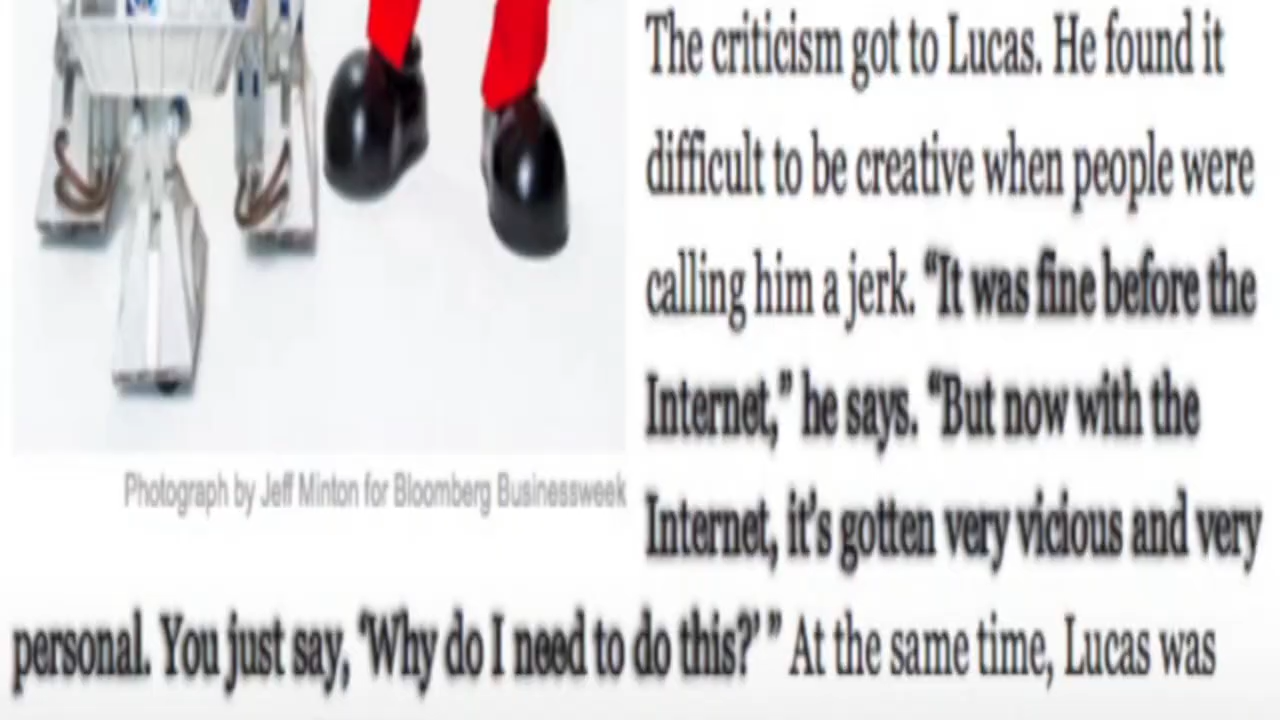 The criticism got to Lucas. He found it
difficult to be creative when people were
calling him a jerk. “It was fine before the
Internet,” he says. “But now with the
Internet, it’s gotten very vicious and very
personal. You just say, ‘Why do I need to do this?’ ” At the same time, Lucas was
Photograph by Jeff Minton for Bloomberg Businessweek